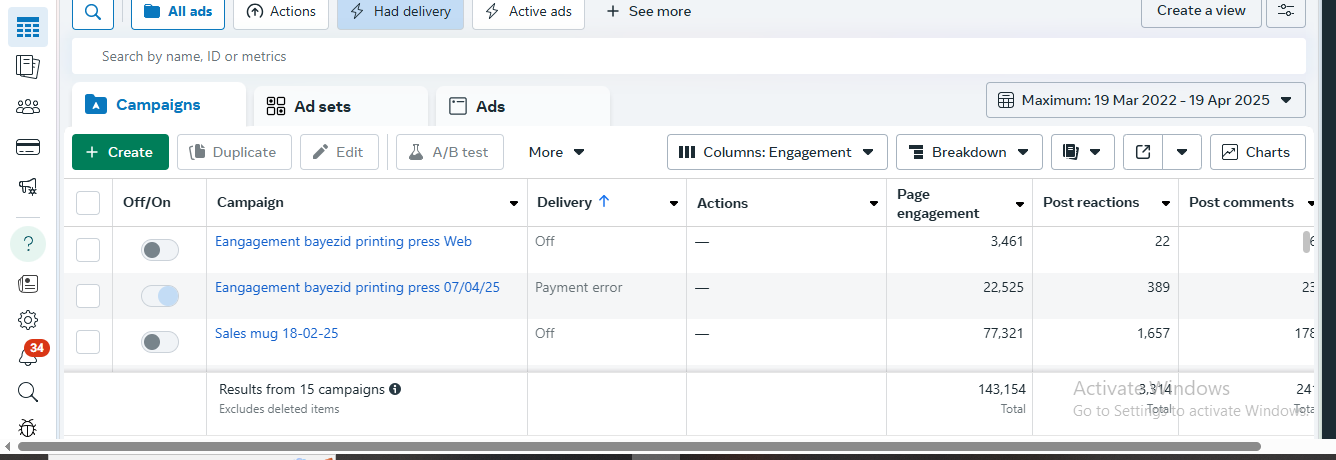 All ads
Actions
Had delivery
Active ads
+ See more
Create a view
Search by name, ID or metrics
Campaigns
Ad sets
Ads
Maximum: 19 Mar 2022 - 19 Apr 2025
+ Create
Duplicate
Edit
A/B test
More
Columns: Engagement
Breakdown
Charts
Off/On
Campaign
Delivery ↑
Actions
Page engagement
Post reactions
Post comments
Eangagement bayezid printing press Web
Off
—
3,461
22
Eangagement bayezid printing press 07/04/25
Payment error
—
22,525
389
23
Sales mug 18-02-25
Off
—
77,321
1,657
178
Results from 15 campaigns
Excludes deleted items
143,154
Total
3,314
Total
241
Tota
Activate Windows
Go to Settings to activate Windows.
?
34